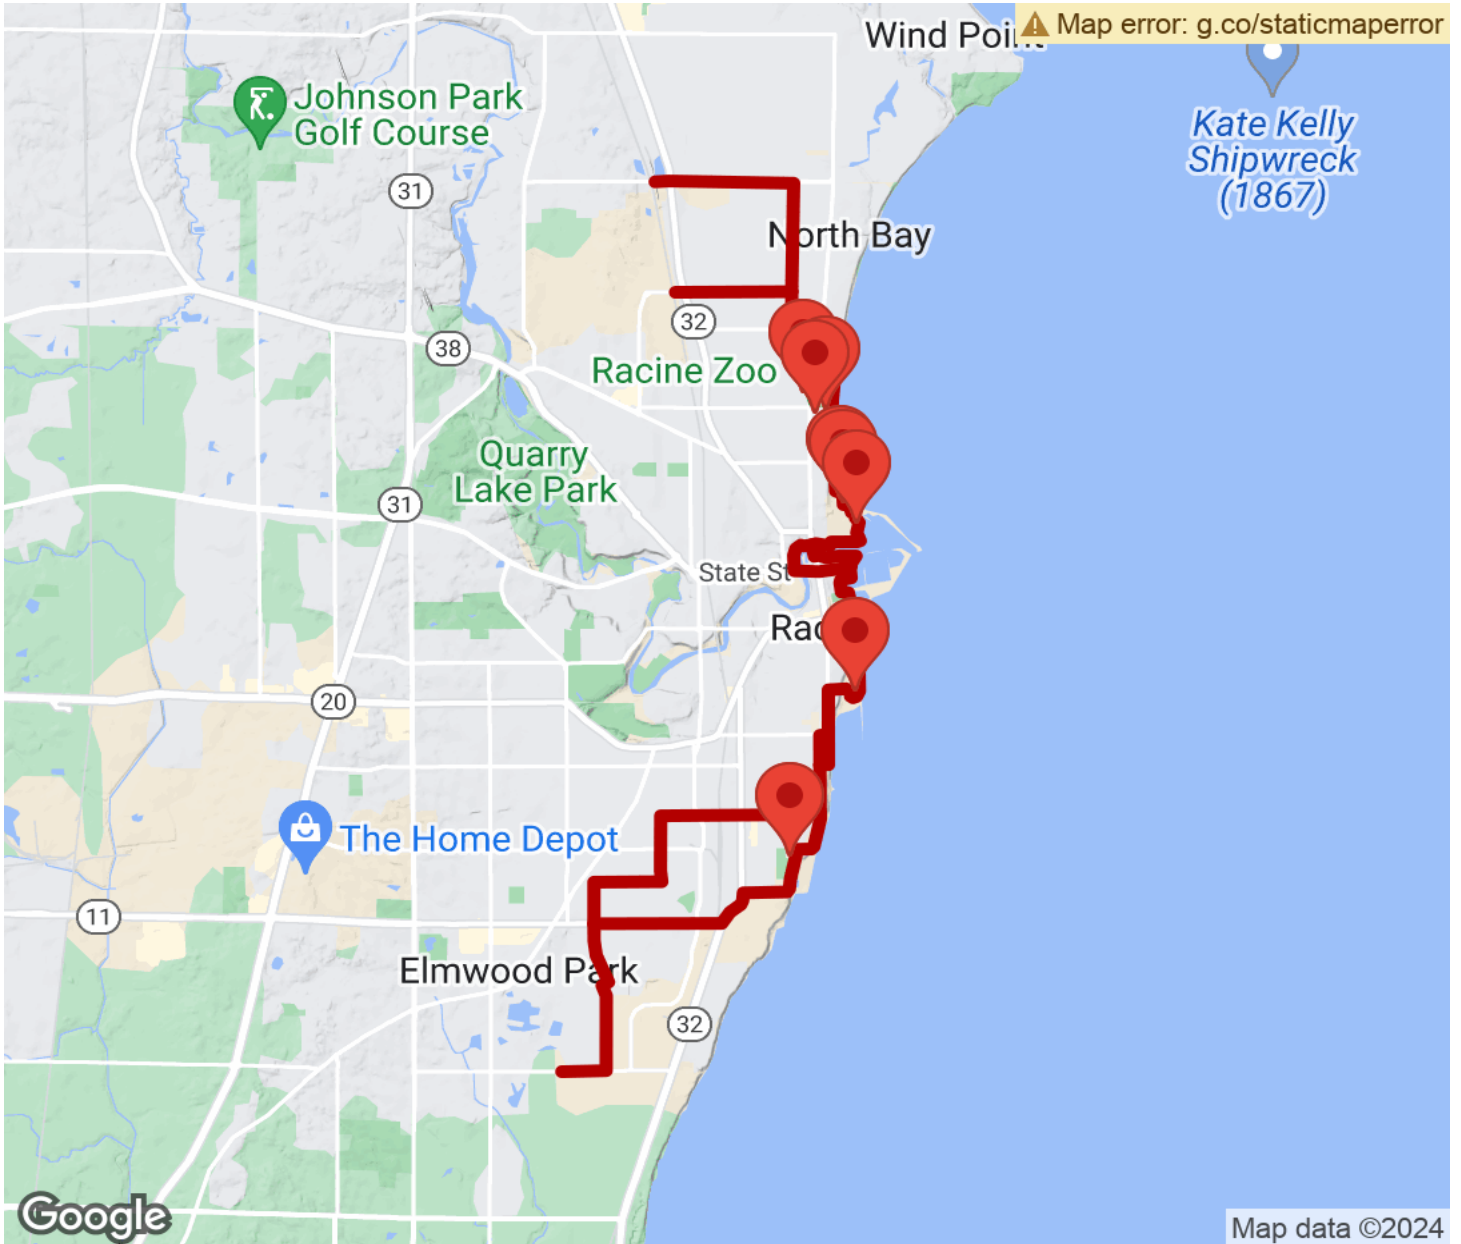 Wind Point
Map error: g.co/staticmaperror
Johnson Park
Golf Course
Kate Kelly
Shipwreck
(1867)
31
North Bay
32
38
Racine Zoo
Quarry
Lake Park
31
State St
Rac
20
The Home Depot
11
Elmwood Park
32
Google
Map data ©2024